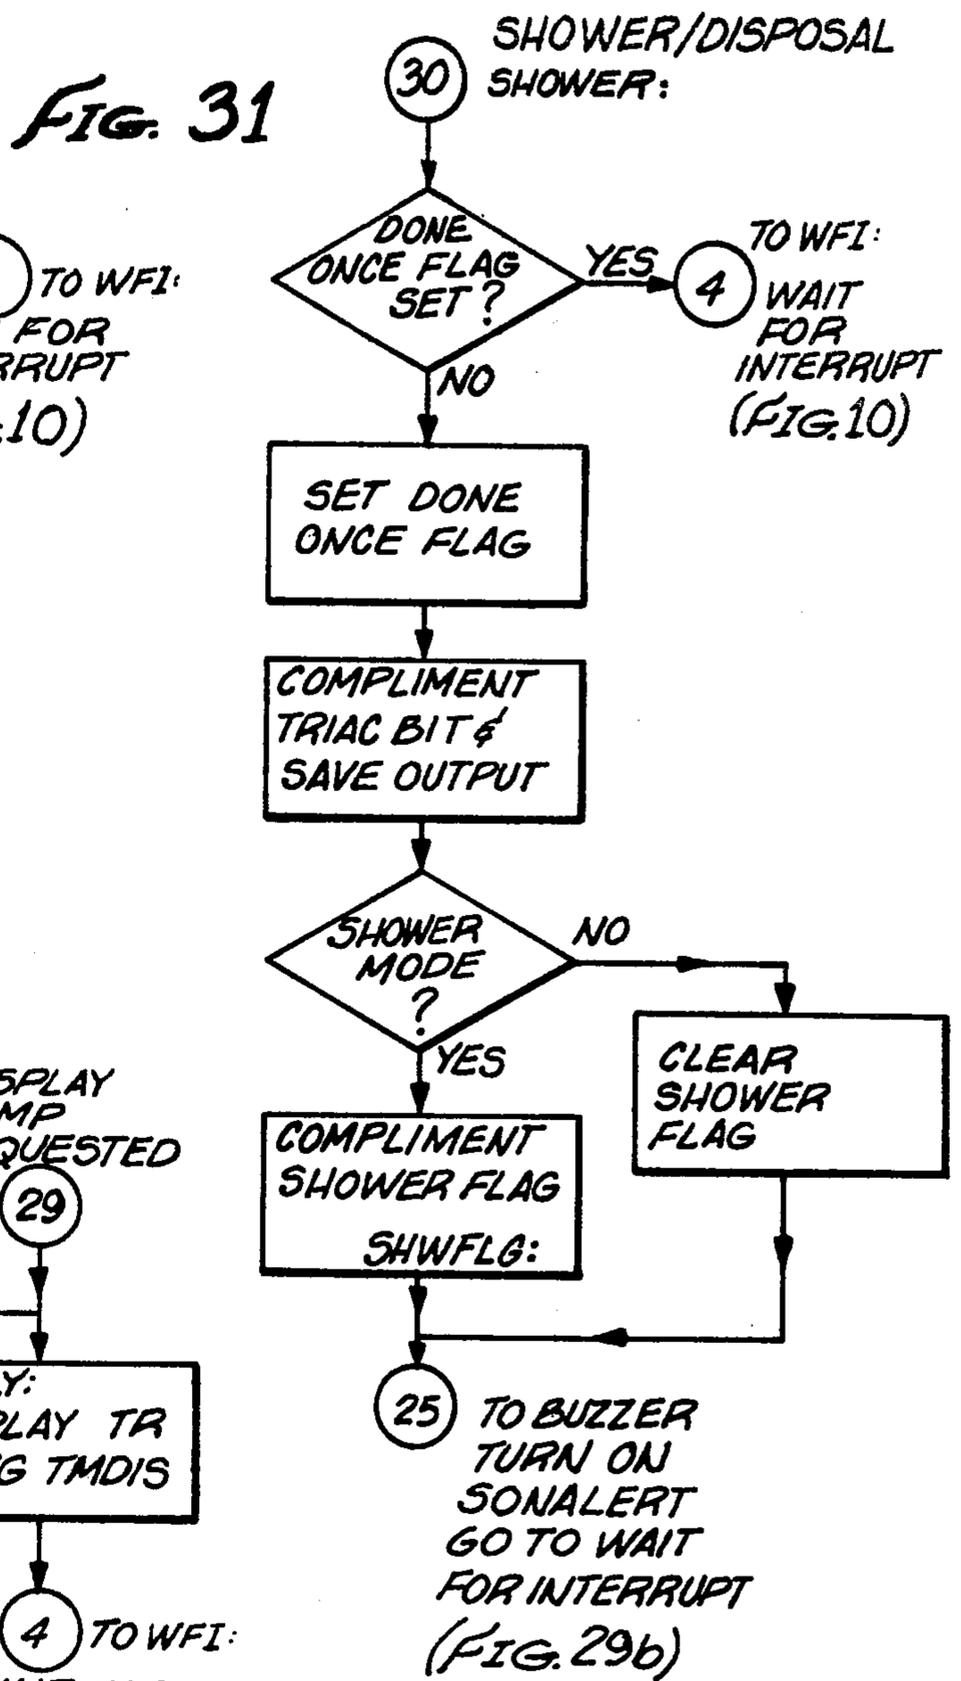 FIG. 31
30
SHOWER/DISPOSAL
SHOWER:
DONE
ONCE FLAG
SET?
YES
4
TO WFI:
WAIT
FOR
INTERRUPT
(FIG.10)
NO
SET DONE
ONCE FLAG
COMPLIMENT
TRIAC BIT &
SAVE OUTPUT
SHOWER
MODE
?
NO
YES
CLEAR
SHOWER
FLAG
COMPLIMENT
SHOWER FLAG
SHWFLG:
25
TO BUZZER
TURN ON
SONALERT
GO TO WAIT
FOR INTERRUPT
(FIG.29b)
TO WFI:
FOR
RRUPT
.10)
SPLAY
MP
QUESTED
29
Y:
PLAY TR
G TMDIS
4
TO WFI: